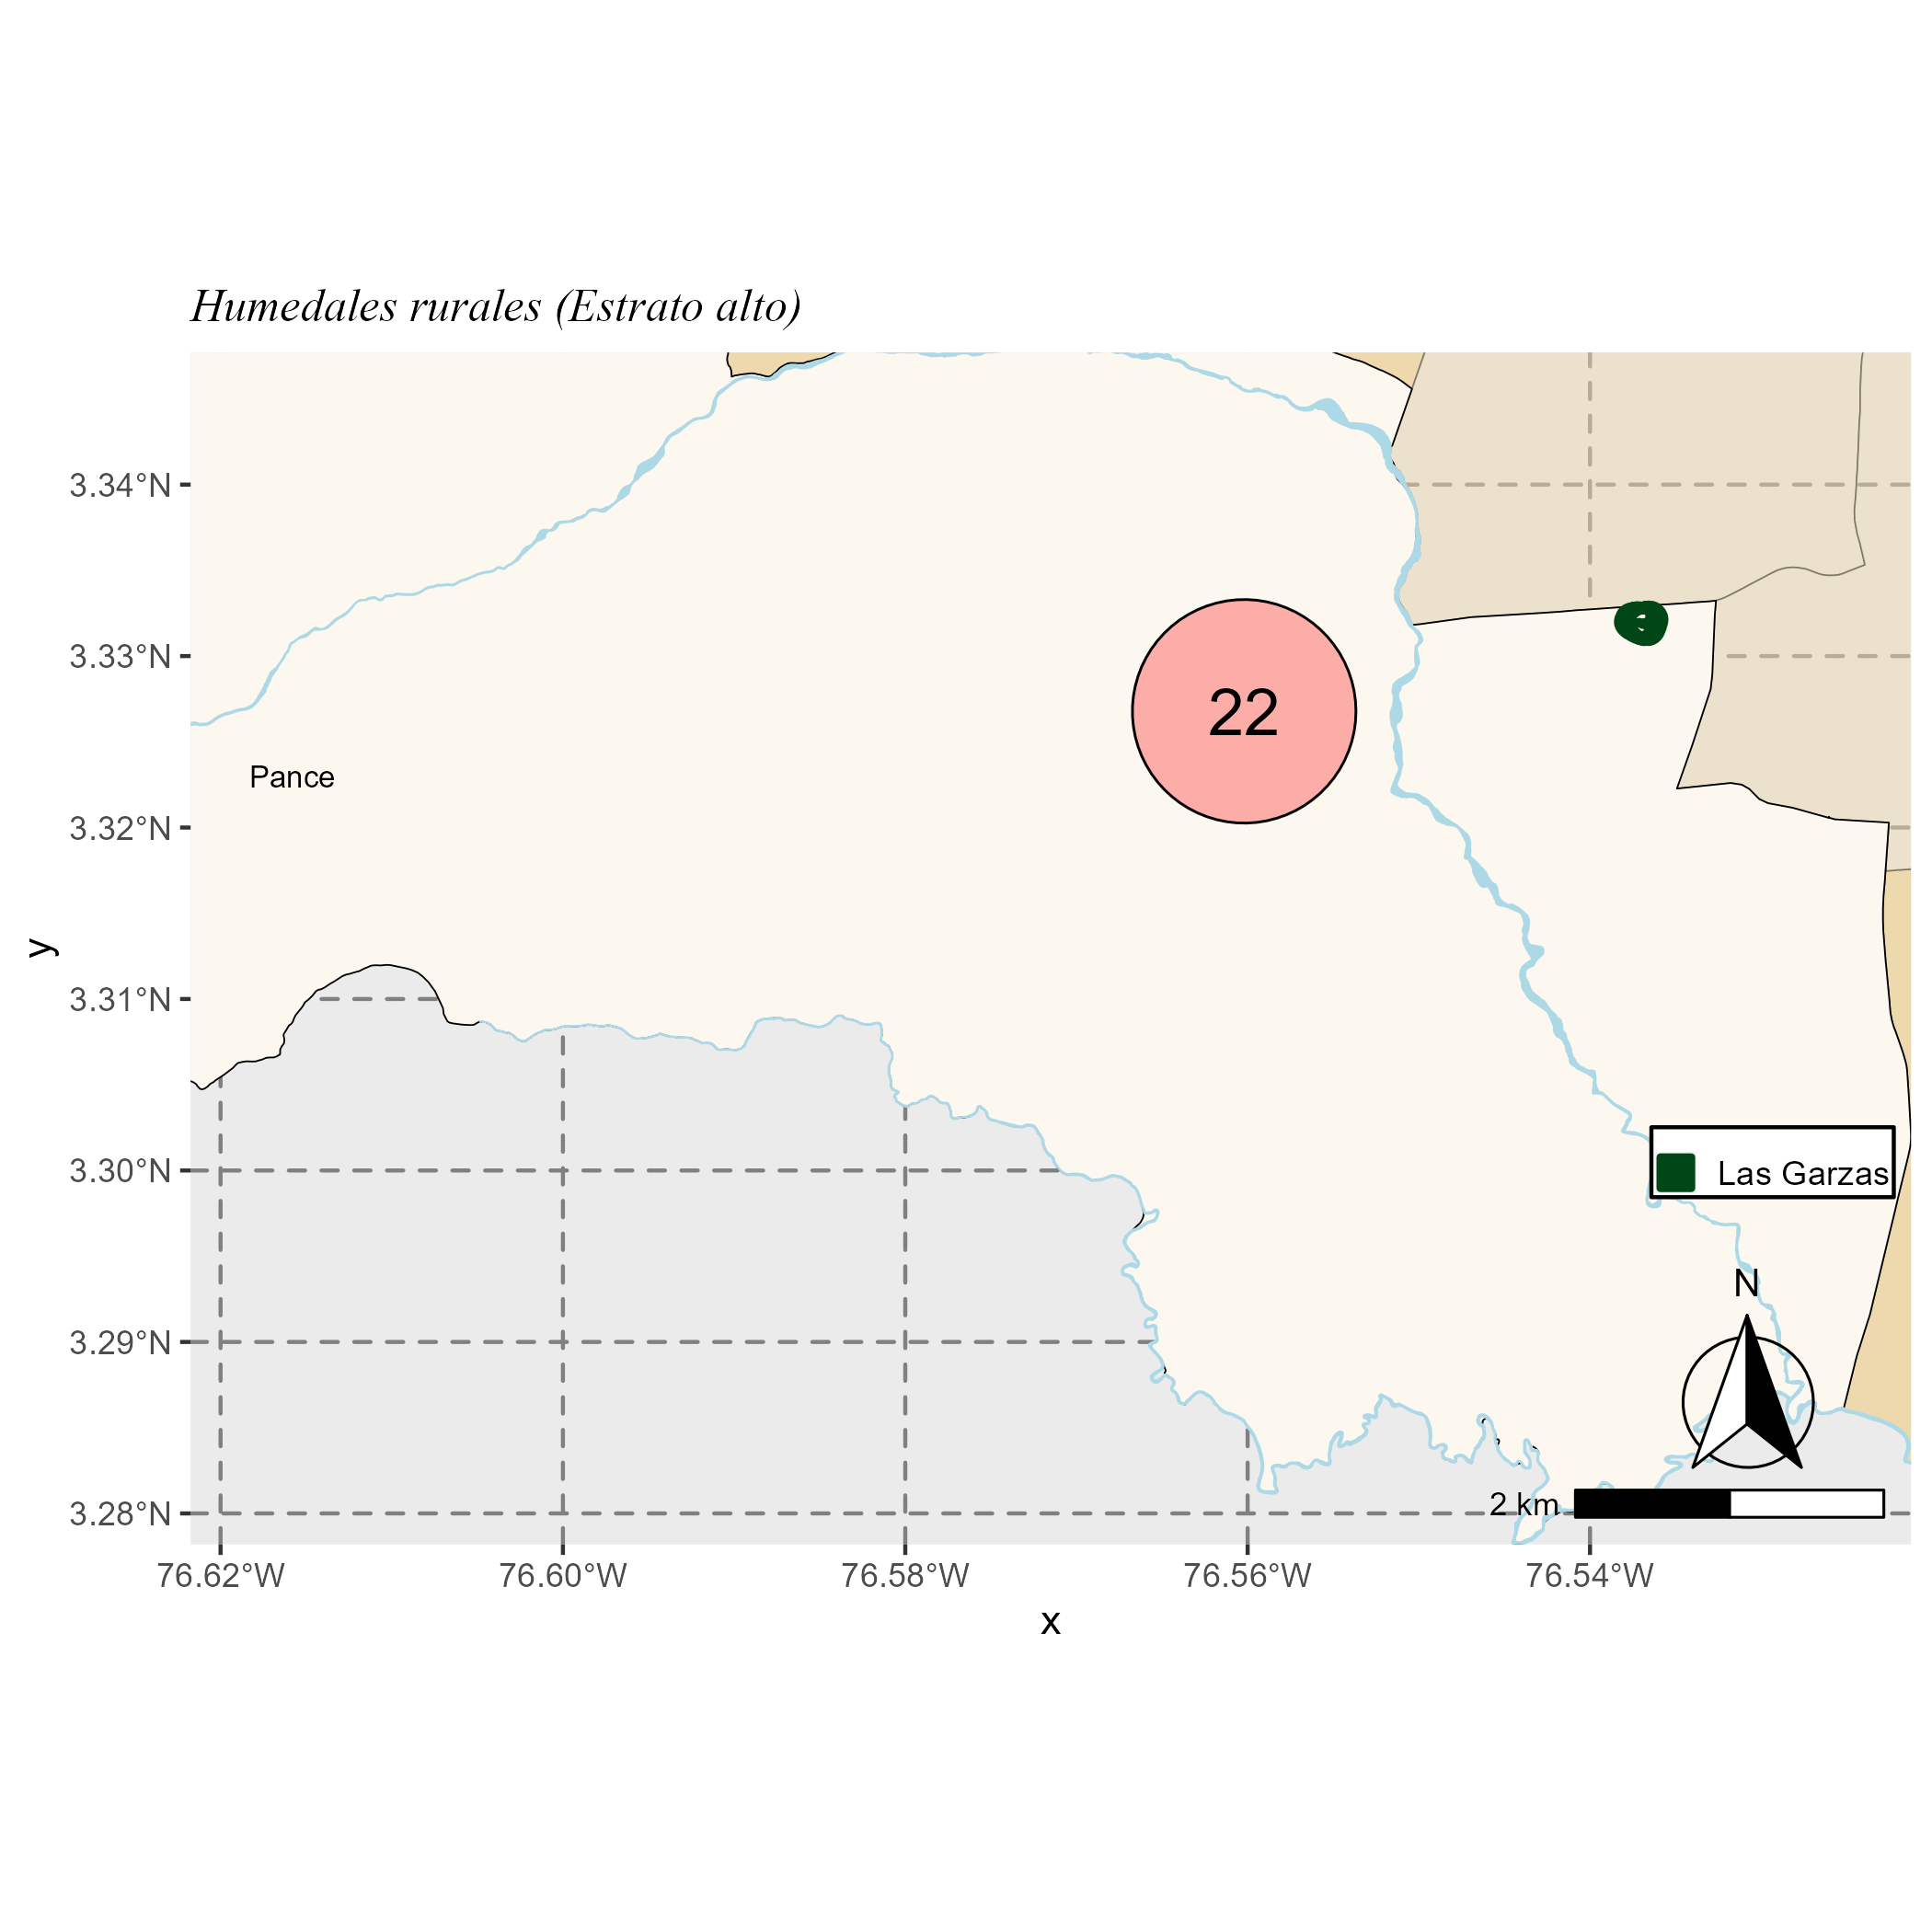 Humedales rurales (Estrato alto)
3.34°N
3.33°N
22
Pance
3.32°N
y
3.31°N
3.30°N
Las Garzas
N
3.29°N
3.28°N
2 km
76.62°W
76.60°W
76.58°W
76.56°W
76.54°W
x